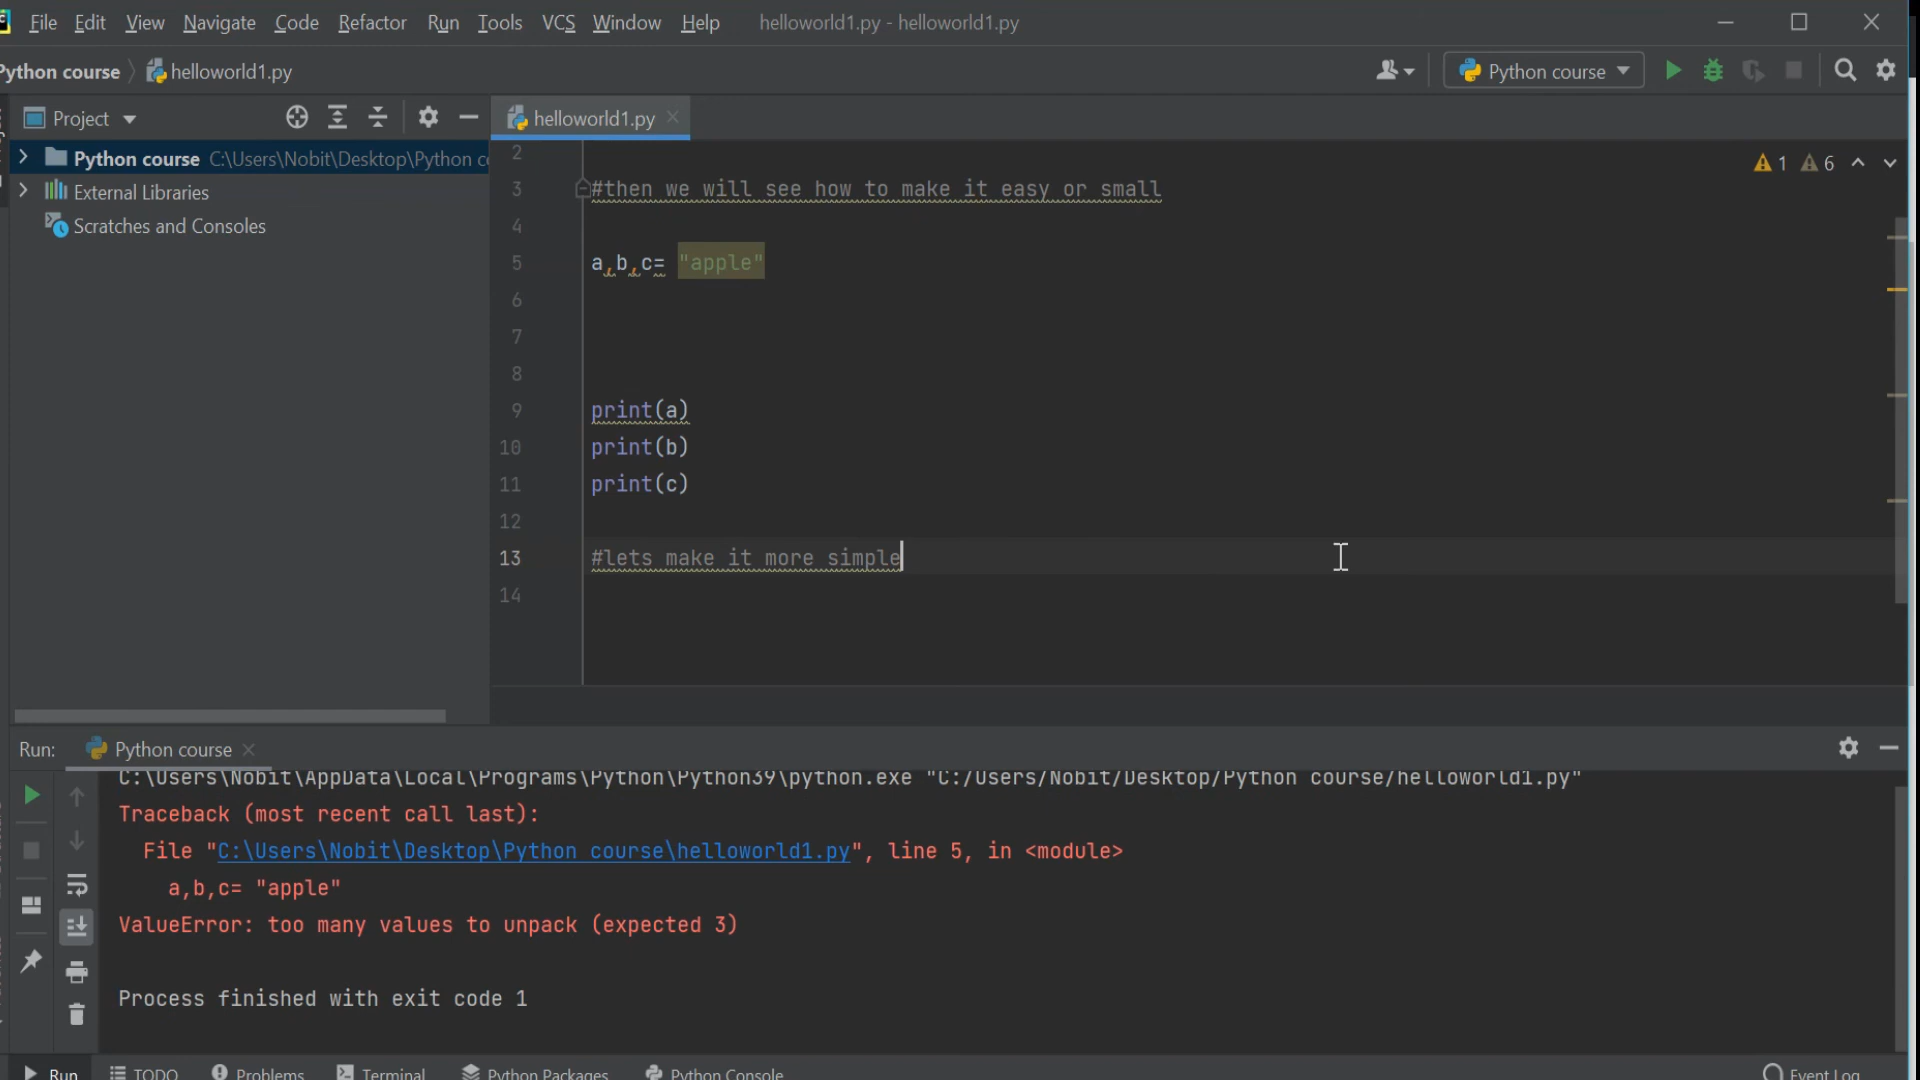 File Edit View Navigate Code Refactor Run Tools VCS Window Help helloworld1.py - helloworld1.py
Python course helloworld1.py Python course
Project helloworld1.py
Python course C:\Users\Nobit\Desktop\Python
External Libraries
Scratches and Consoles
1 6
2
3 #then we will see how to make it easy or small
4
5 a,b,c= "apple"
6
7
8
9 print(a)
10 print(b)
11 print(c)
12
13 #lets make it more simple
14
Run: Python course
C:\Users\Nobit\AppData\Local\Programs\Python\Python39\python.exe "C:/Users/Nobit/Desktop/Python course/helloworld1.py"
Traceback (most recent call last):
File "C:\Users\Nobit\Desktop\Python course\helloworld1.py", line 5, in <module>
a,b,c= "apple"
ValueError: too many values to unpack (expected 3)
Process finished with exit code 1
Run TODO Problems Terminal Python Packages Python Console Event Log